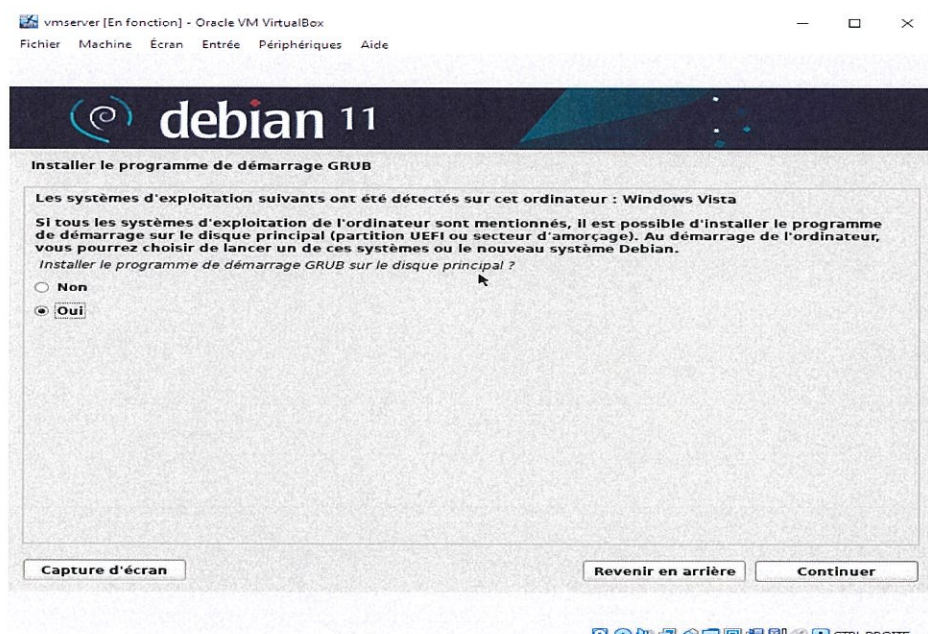 vmserver [En fonction] - Oracle VM VirtualBox
Fichier Machine Écran Entrée Périphériques Aide
debian 11
Installer le programme de démarrage GRUB
Les systèmes d'exploitation suivants ont été détectés sur cet ordinateur : Windows Vista
Si tous les systèmes d'exploitation de l'ordinateur sont mentionnés, il est possible d'installer le programme
de démarrage sur le disque principal (partition UEFI ou secteur d'amorçage). Au démarrage de l'ordinateur,
vous pourrez choisir de lancer un de ces systèmes ou le nouveau système Debian.
Installer le programme de démarrage GRUB sur le disque principal ?
Non
Oui
Capture d'écran
Revenir en arrière
Continuer